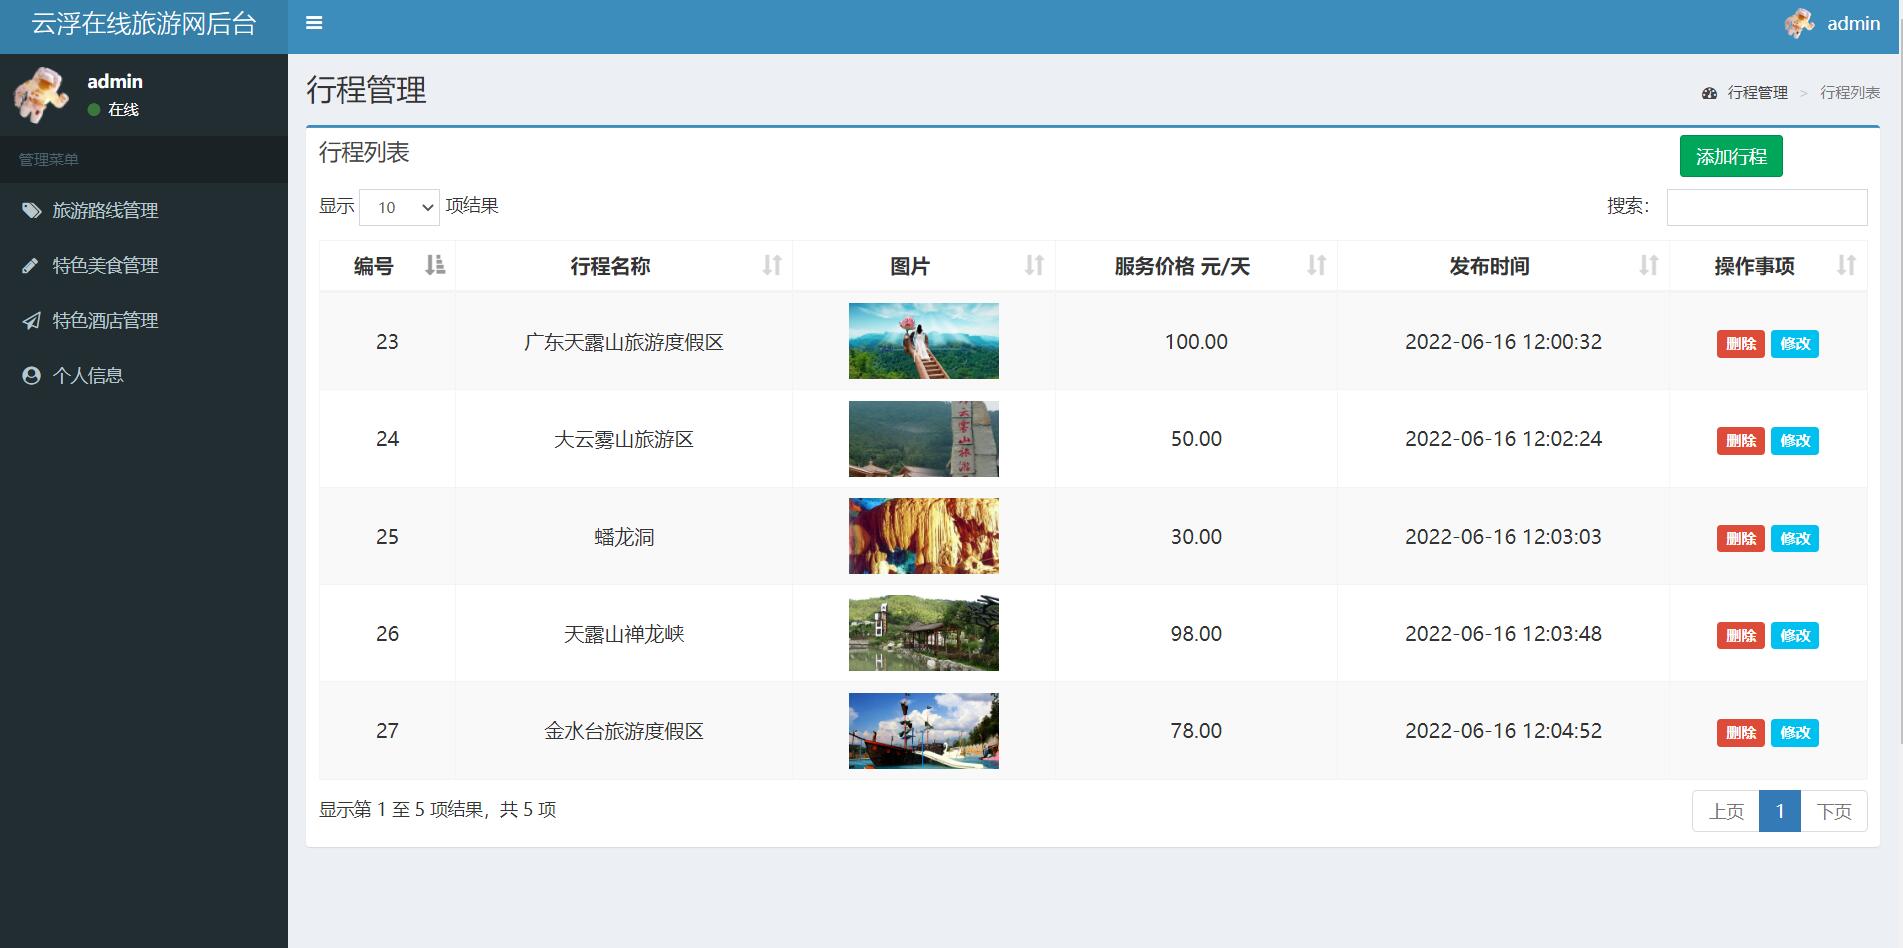 云浮在线旅游网后台
admin
admin
在线
管理菜单
旅游路线管理
特色美食管理
特色酒店管理
个人信息
行程管理
行程管理 > 行程列表
行程列表
添加行程
显示 10 项结果
搜索:
编号 行程名称 图片 服务价格 元/天 发布时间 操作事项
23 广东天露山旅游度假区 100.00 2022-06-16 12:00:32 删除 修改
24 大云雾山旅游区 50.00 2022-06-16 12:02:24 删除 修改
云雾山旅游
25 蟠龙洞 30.00 2022-06-16 12:03:03 删除 修改
26 天露山禅龙峡 98.00 2022-06-16 12:03:48 删除 修改
27 金水台旅游度假区 78.00 2022-06-16 12:04:52 删除 修改
显示第 1 至 5 项结果，共 5 项
上页 1 下页